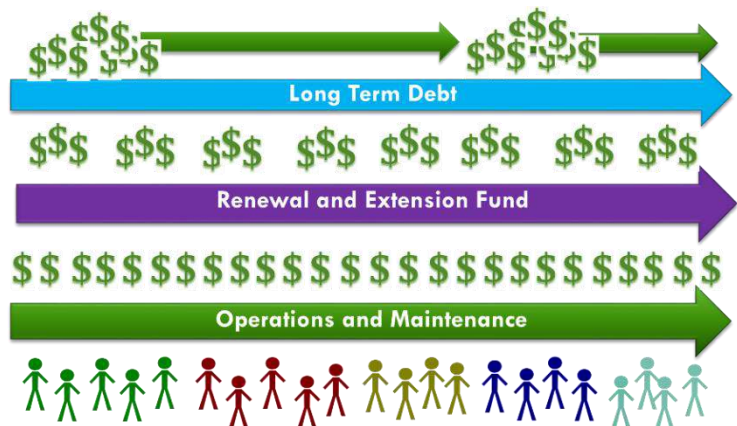 Long Term Debt
Renewal and Extension Fund
Operations and Maintenance